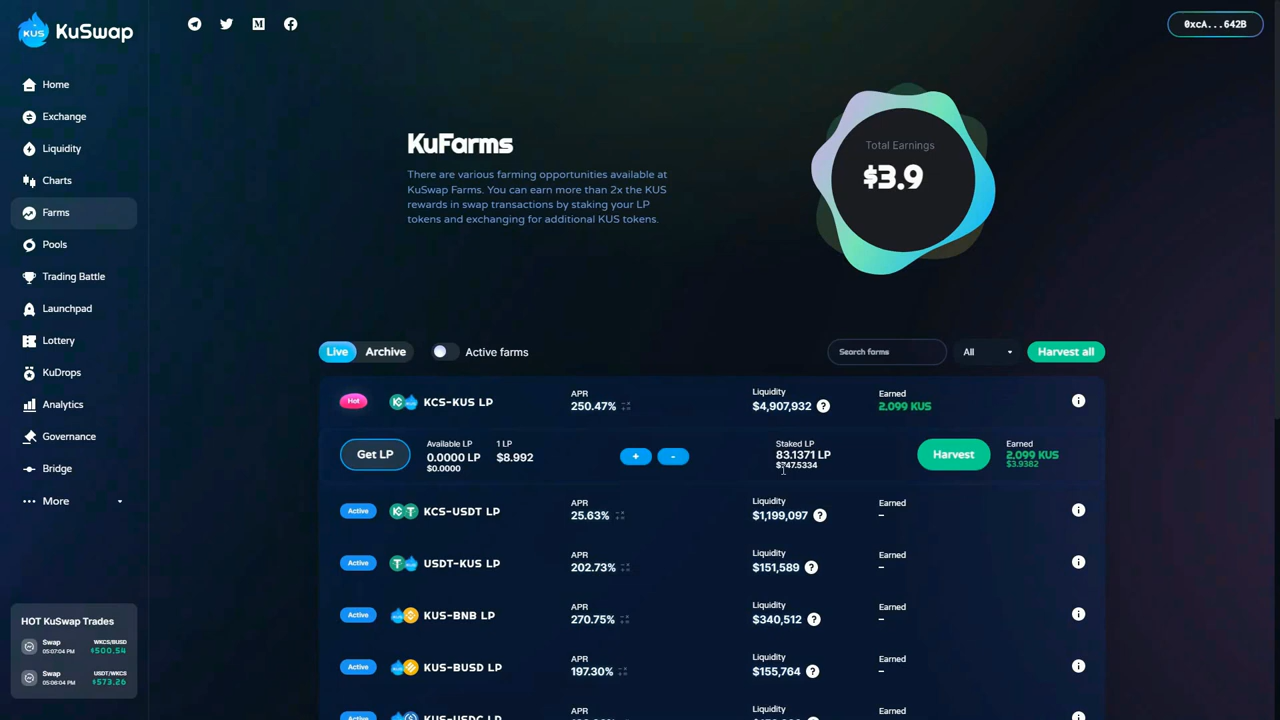 KUS KuSwap
0xcA...642B
Home
Exchange
Liquidity
Charts
Farms
Pools
Trading Battle
Launchpad
Lottery
KuDrops
Analytics
Governance
Bridge
More
HOT KuSwap Trades
Swap WKCS/BUSD
05:07:04 PM $500.54
Swap USDT/WKCS
05:06:04 PM $573.26
KuFarms
There are various farming opportunities available at
KuSwap Farms. You can earn more than 2x the KUS
rewards in swap transactions by staking your LP
tokens and exchanging for additional KUS tokens.
Total Earnings
$3.9
Live Archive Active farms Search farms All Harvest all
Hot KCS-KUS LP
APR
250.47%
Liquidity
$4,907,932 ?
Earned
2.099 KUS
Get LP
Available LP
0.0000 LP
$0.0000
1 LP
$8.992
+ -
Staked LP
83.1371 LP
$747.5334
Harvest
Earned
2.099 KUS
$3.9382
Active KCS-USDT LP
APR
25.63%
Liquidity
$1,199,097 ?
Earned
–
Active USDT-KUS LP
APR
202.73%
Liquidity
$151,589 ?
Earned
–
Active KUS-BNB LP
APR
270.75%
Liquidity
$340,512 ?
Earned
–
Active KUS-BUSD LP
APR
197.30%
Liquidity
$155,764 ?
Earned
–
Active KUS-USDC LP
APR
Liquidity
Earned